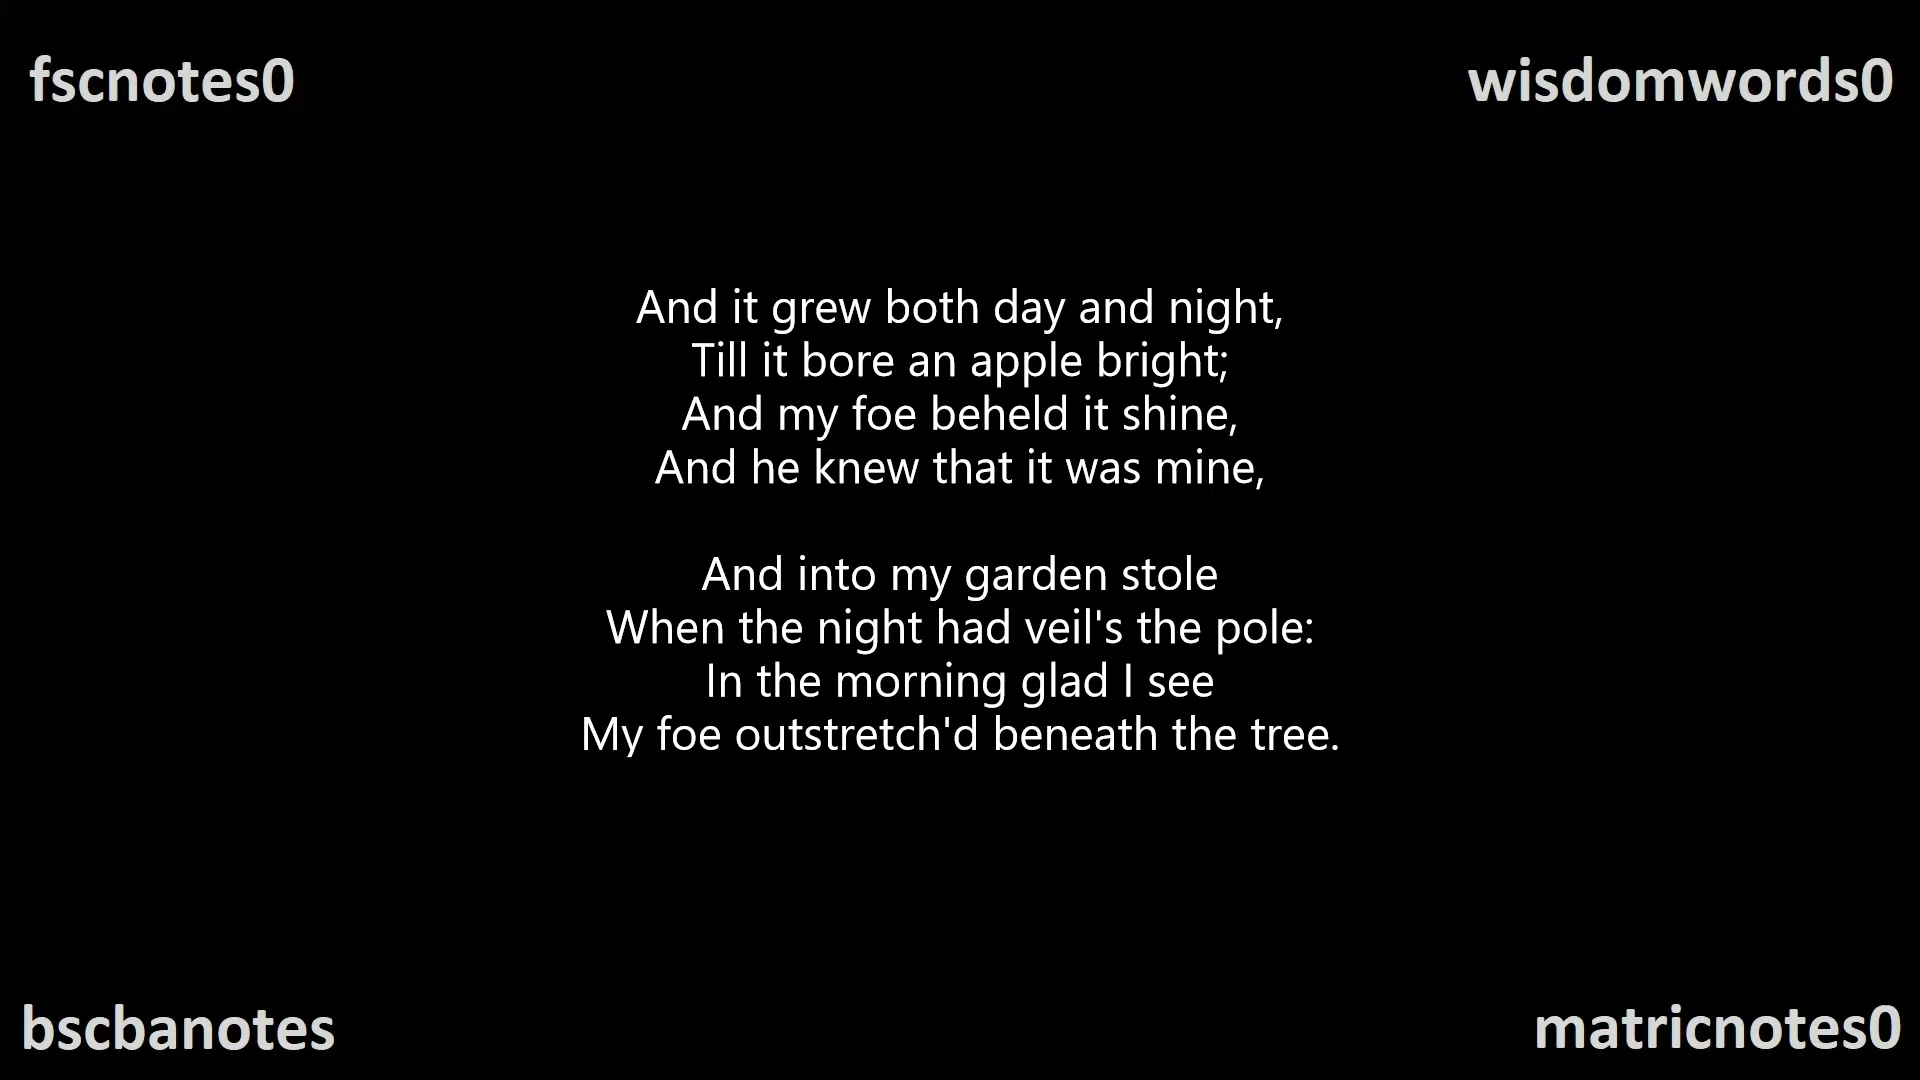 fscnotes0
wisdomwords0
And it grew both day and night,
Till it bore an apple bright;
And my foe beheld it shine,
And he knew that it was mine,
And into my garden stole
When the night had veil's the pole:
In the morning glad I see
My foe outstretch'd beneath the tree.
bscbanotes
matricnotes0